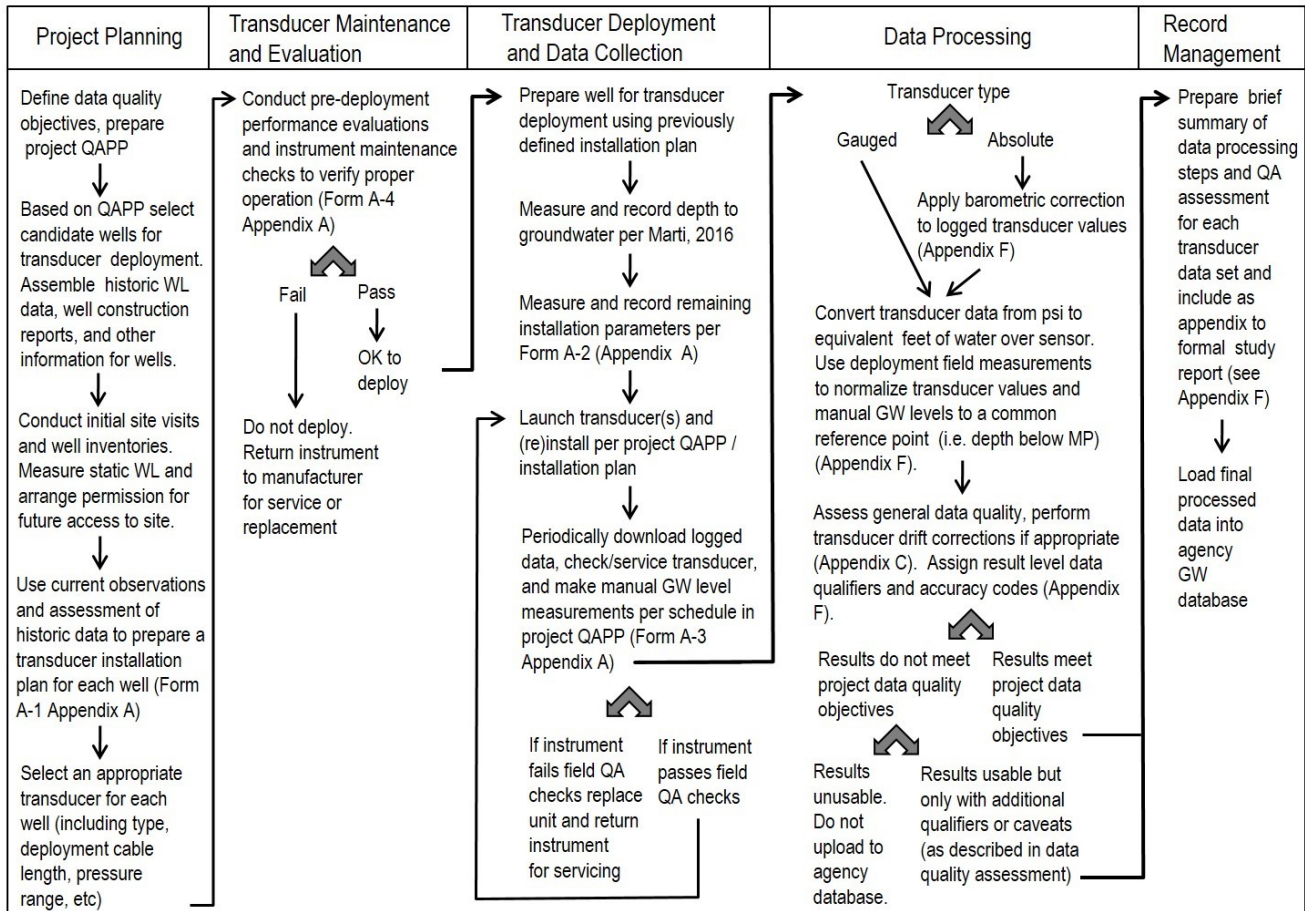 Project Planning
Transducer Maintenance
and Evaluation
Transducer Deployment
and Data Collection
Data Processing
Record
Management
Define data quality
objectives, prepare
project QAPP
Based on QAPP select
candidate wells for
transducer deployment.
Assemble historic WL
data, well construction
reports, and other
information for wells.
Conduct initial site visits
and well inventories.
Measure static WL and
arrange permission for
future access to site.
Use current observations
and assessment of
historic data to prepare a
transducer installation
plan for each well (Form
A-1 Appendix A)
Select an appropriate
transducer for each
well (including type,
deployment cable
length, pressure
range, etc)
Conduct pre-deployment
performance evaluations
and instrument maintenance
checks to verify proper
operation (Form A-4
Appendix A)
Fail
Pass
OK to
deploy
Do not deploy.
Return instrument
to manufacturer
for service or
replacement
Prepare well for transducer
deployment using previously
defined installation plan
Measure and record depth to
groundwater per Marti, 2016
Measure and record remaining
installation parameters per
Form A-2 (Appendix A)
Launch transducer(s) and
(re)install per project QAPP /
installation plan
Periodically download logged
data, check/service transducer,
and make manual GW level
measurements per schedule in
project QAPP (Form A-3
Appendix A)
If instrument
fails field QA
checks replace
unit and return
instrument
for servicing
If instrument
passes field
QA checks
Transducer type
Gauged
Absolute
Apply barometric correction
to logged transducer values
(Appendix F)
Convert transducer data from psi to
equivalent feet of water over sensor.
Use deployment field measurements
to normalize transducer values and
manual GW levels to a common
reference point (i.e. depth below MP)
(Appendix F).
Assess general data quality, perform
transducer drift corrections if appropriate
(Appendix C). Assign result level data
qualifiers and accuracy codes (Appendix
F).
Results do not meet
project data quality
objectives
Results meet
project data
quality
objectives
Results
unusable.
Do not
upload to
agency
database.
Results usable but
only with additional
qualifiers or caveats
(as described in data
quality assessment)
Prepare brief
summary of
data processing
steps and QA
assessment
for each
transducer
data set and
include as
appendix to
formal study
report (see
Appendix F)
Load final
processed
data into
agency
GW
database